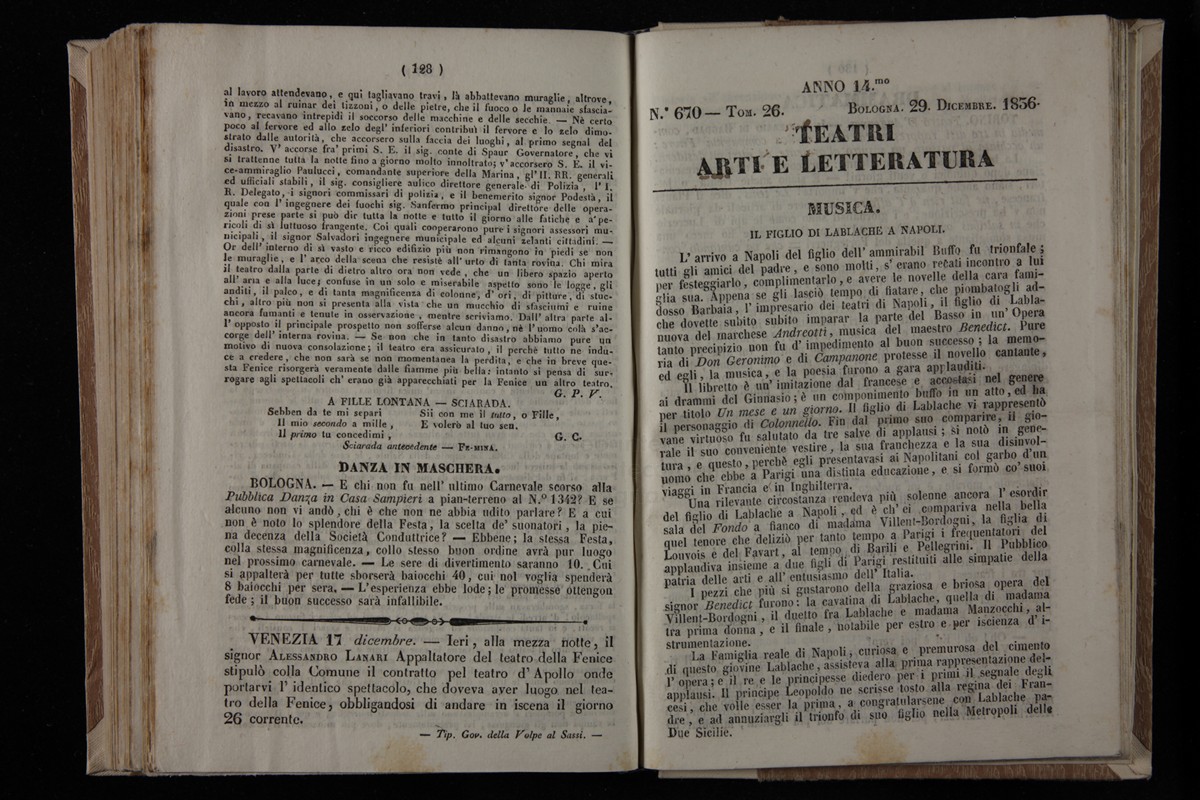 ( 128 )
al lavoro attendevano, e qui tagliavano travi, là abbattevano muraglie, altrove,
in mezzo al ruinar dei tizzoni, o delle pietre, che il fuoco o le mannaie sfascia-
vano, recavano intrepidi il soccorso delle macchine e delle secchie. — Nè certo
poco al fervore ed allo zelo degl' inferiori contribuì il fervore e lo zelo dimo-
strato dalle autorità, che accorsero sulla faccia dei luoghi, al primo segnal del
disastro. V' accorse fra' primi S. E. il sig. conte di Spaur Governatore, che vi
si trattenne tutta la notte fino a giorno molto innoltrato; v'accorsero S. E. il vi-
ce-ammiraglio Paulucci, comandante superiore della Marina, gl'II. RR. generali
ed ufficiali stabili, il sig. consigliere aulico direttore generale di Polizia, l' I.
R. Delegato, i signori commissari di polizia, e il benemerito signor Podestà, il
quale con l' ingegnere dei fuochi sig. Sanfermo principal direttore delle opera-
zioni prese parte si può dir tutta la notte e tutto il giorno alle fatiche e a' pe-
ricoli di sì luttuoso frangente. Coi quali cooperarono pure i signori assessori mu-
nicipali, il signor Salvadori ingegnere municipale ed alcuni zelanti cittadini. —
Or dell' interno di sì vasto e ricco edifizio più non rimangono in piedi se non
le muraglie, e l' arco della scena che resistè all' urto di tanta rovina. Chi mira
il teatro dalla parte di dietro altro ora non vede, che un libero spazio aperto
all' aria e alla luce; confuse in un solo e miserabile aspetto sono le logge, gli
anditi, il palco, e di tanta magnificenza di colonne, d' ori, di pitture, di stuc-
chi, altro più non si presenta alla vista che un mucchio di sfasciumi e ruine
ancora fumanti e tenute in osservazione, mentre scriviamo. Dall' altra parte al-
l' opposto il principale prospetto non sofferse alcun danno, nè l' uomo colà s'ac-
corge dell' interna rovina. — Se non che in tanto disastro abbiamo pure un
motivo di nuova consolazione; il teatro era assicurato, il perchè tutto ne indu-
ce a credere, che non sarà se non momentanea la perdita, e che in breve que-
sta Fenice risorgerà veramente dalle fiamme più bella: intanto si pensa di sur-
rogare agli spettacoli ch' erano già apparecchiati per la Fenice un altro teatro.
G. P. V.
A FILLE LONTANA — SCIARADA.
Sebben da te mi separi
Il mio secondo a mille,
Il primo tu concedimi,
Sii con me il tutto, o Fille,
E volerò al tuo sen.
G. C.
Sciarada antecedente — FE-MINA.
DANZA IN MASCHERA.
BOLOGNA. — E chi non fu nell' ultimo Carnevale scorso alla
Pubblica Danza in Casa Sampieri a pian-terreno al N.º 1342? E se
alcuno non vi andò, chi è che non ne abbia udito parlare? E a cui
non è noto lo splendore della Festa, la scelta de' suonatori, la pie-
na decenza della Società Conduttrice? — Ebbene; la stessa Festa,
colla stessa magnificenza, collo stesso buon ordine avrà pur luogo
nel prossimo carnevale. — Le sere di divertimento saranno 10. Cui
si appalterà per tutte sborserà baiocchi 40, cui nol voglia spenderà
8 baiocchi per sera. — L'esperienza ebbe lode; le promesse ottengon
fede; il buon successo sarà infallibile.
VENEZIA 17 dicembre. — Ieri, alla mezza notte, il
signor ALESSANDRO LANARI Appaltatore del teatro della Fenice
stipulò colla Comune il contratto pel teatro d' Apollo onde
portarvi l' identico spettacolo, che doveva aver luogo nel tea-
tro della Fenice, obbligandosi di andare in iscena il giorno
26 corrente.
— Tip. Gov. della Volpe al Sassi. —
ANNO 14.mo
N.º 670 — TOM. 26. BOLOGNA. 29. DICEMBRE. 1836.
TEATRI
ARTI E LETTERATURA
MUSICA.
IL FIGLIO DI LABLACHE A NAPOLI.
L' arrivo a Napoli del figlio dell' ammirabil Buffo fu trionfale;
tutti gli amici del padre, e sono molti, s' erano recati incontro a lui
per festeggiarlo, complimentarlo, e avere le novelle della cara fami-
glia sua. Appena se gli lasciò tempo di fiatare, che piombatogli ad-
dosso Barbaia, l' impresario dei teatri di Napoli, il figlio di Labla-
che dovette subito subito imparar la parte del Basso in un' Opera
nuova del marchese Andreotti, musica del maestro Benedict. Pure
tanto precipizio non fu d' impedimento al buon successo; la memo-
ria di Don Geronimo e di Campanone protesse il novello cantante,
ed egli, la musica, e la poesia furono a gara applauditi.
Il libretto è un' imitazione dal francese e accostasi nel genere
ai drammi del Ginnasio; è un componimento buffo in un atto, ed ha
per titolo Un mese e un giorno. Il figlio di Lablache vi rappresentò
il personaggio di Colonnello. Fin dal primo suo comparire, il gio-
vane virtuoso fu salutato da tre salve di applausi; si notò in gene-
rale il suo conveniente vestire, la sua franchezza e la sua disinvol-
tura, e questo, perchè egli presentavasi ai Napolitani col garbo d'un
uomo che ebbe a Parigi una distinta educazione, e si formò co' suoi
viaggi in Francia e in Inghilterra.
Una rilevante circostanza rendeva più solenne ancora l' esordir
del figlio di Lablache a Napoli, ed è ch' ei compariva nella bella
sala del Fondo a fianco di madama Villent-Bordogni, la figlia di
quel tenore che deliziò per tanto tempo a Parigi i frequentatori del
Louvois e del Favart, al tempo di Barili e Pellegrini. Il Pubblico
applaudiva insieme a due figli di Parigi restituiti alle simpatie della
patria delle arti e all' entusiasmo dell' Italia.
I pezzi che più si gustarono della graziosa e briosa opera del
signor Benedict furono: la cavatina di Lablache, quella di madama
Villent-Bordogni, il duetto fra Lablache e madama Manzocchi, al-
tra prima donna, e il finale, notabile per estro e per iscienza d' i-
strumentazione.
La Famiglia reale di Napoli, curiosa e premurosa del cimento
di questo giovine Lablache, assisteva alla prima rappresentazione del-
l' opera; e il re e le principesse diedero per i primi il segnale degli
applausi. Il principe Leopoldo ne scrisse tosto alla regina dei Fran-
cesi, che volle esser la prima, a congratularsene con Lablache pa-
dre, e ad annuziargli il trionfo di suo figlio nella Metropoli delle
Due Sicilie.